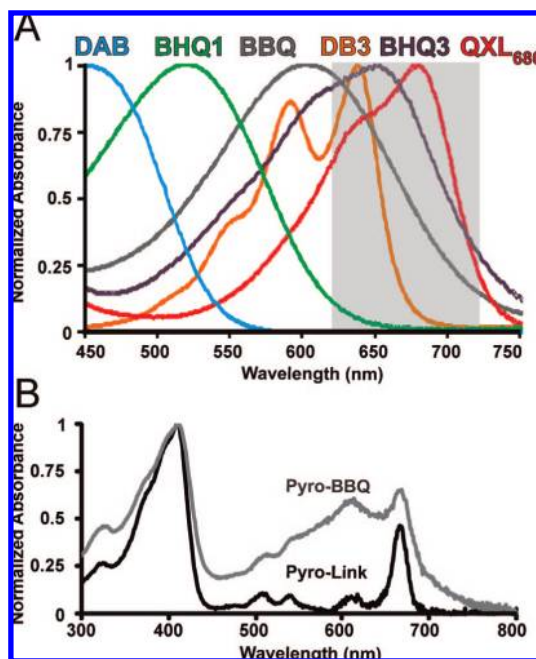 A
DAB BHQ1 BBQ DB3 BHQ3 QXL680
Normalized Absorbance
1
0.75
0.5
0.25
0
450 500 550 600 650 700 750
Wavelength (nm)
B
Normalized Absorbance
1
0.75
0.5
0.25
0
Pyro-BBQ
Pyro-Link
300 400 500 600 700 800
Wavelength (nm)